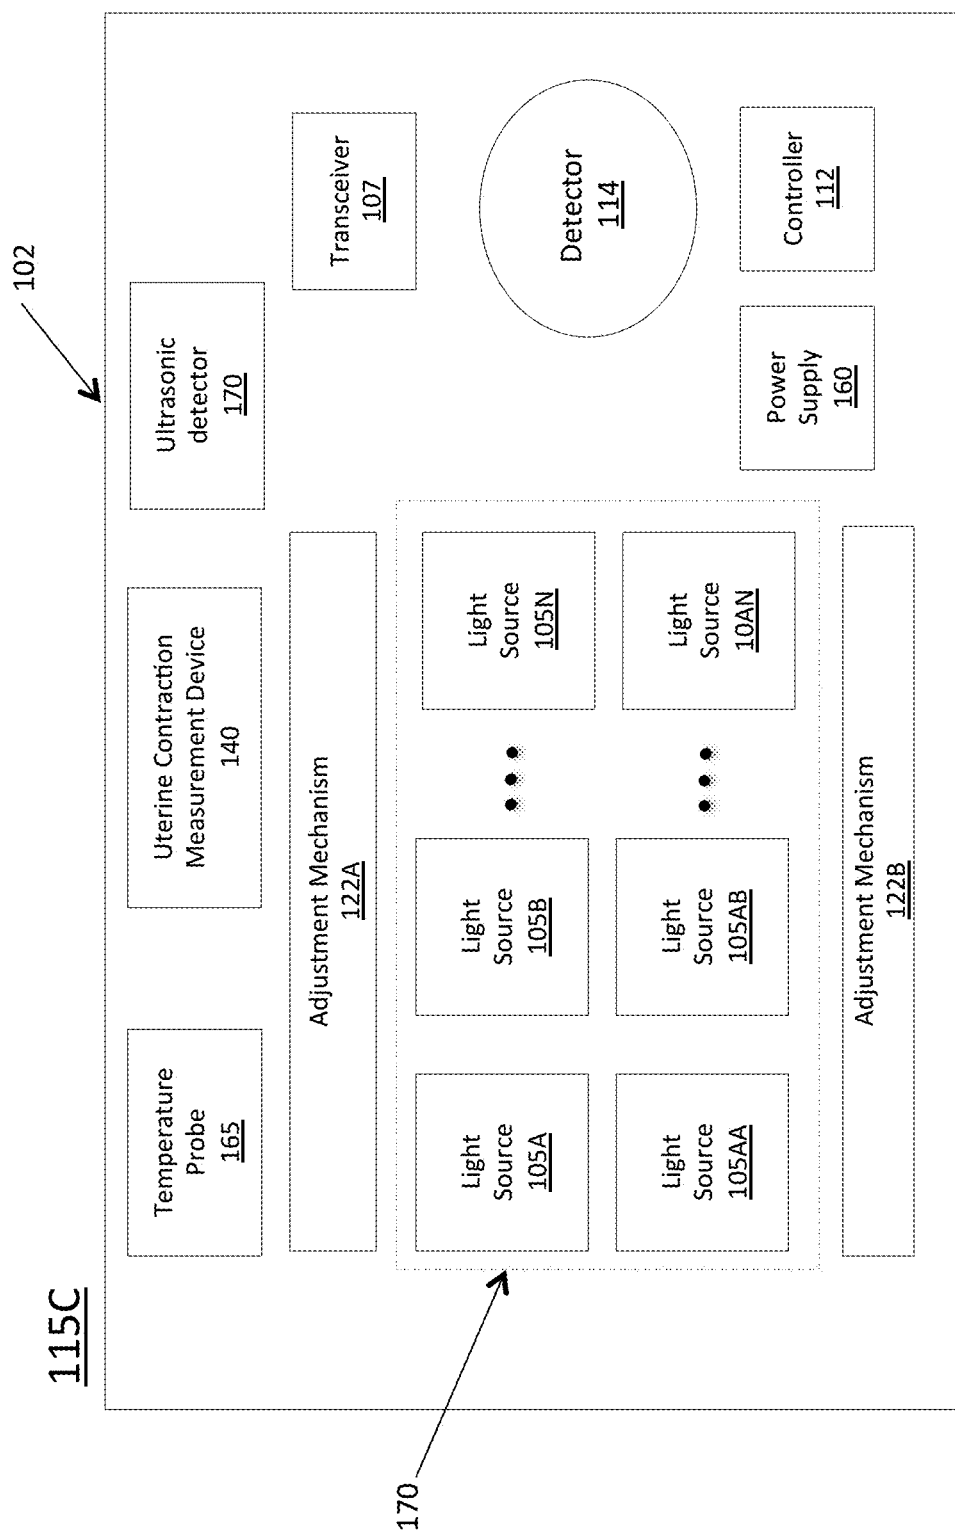 115C
102
Temperature
Probe
165
Uterine Contraction
Measurement Device
140
Ultrasonic
detector
170
Transceiver
107
Adjustment Mechanism
122A
Light
Source
105A
Light
Source
105B
Light
Source
105N
Detector
114
Light
Source
105AA
Light
Source
105AB
Light
Source
10AN
Power
Supply
160
Controller
112
Adjustment Mechanism
122B
170